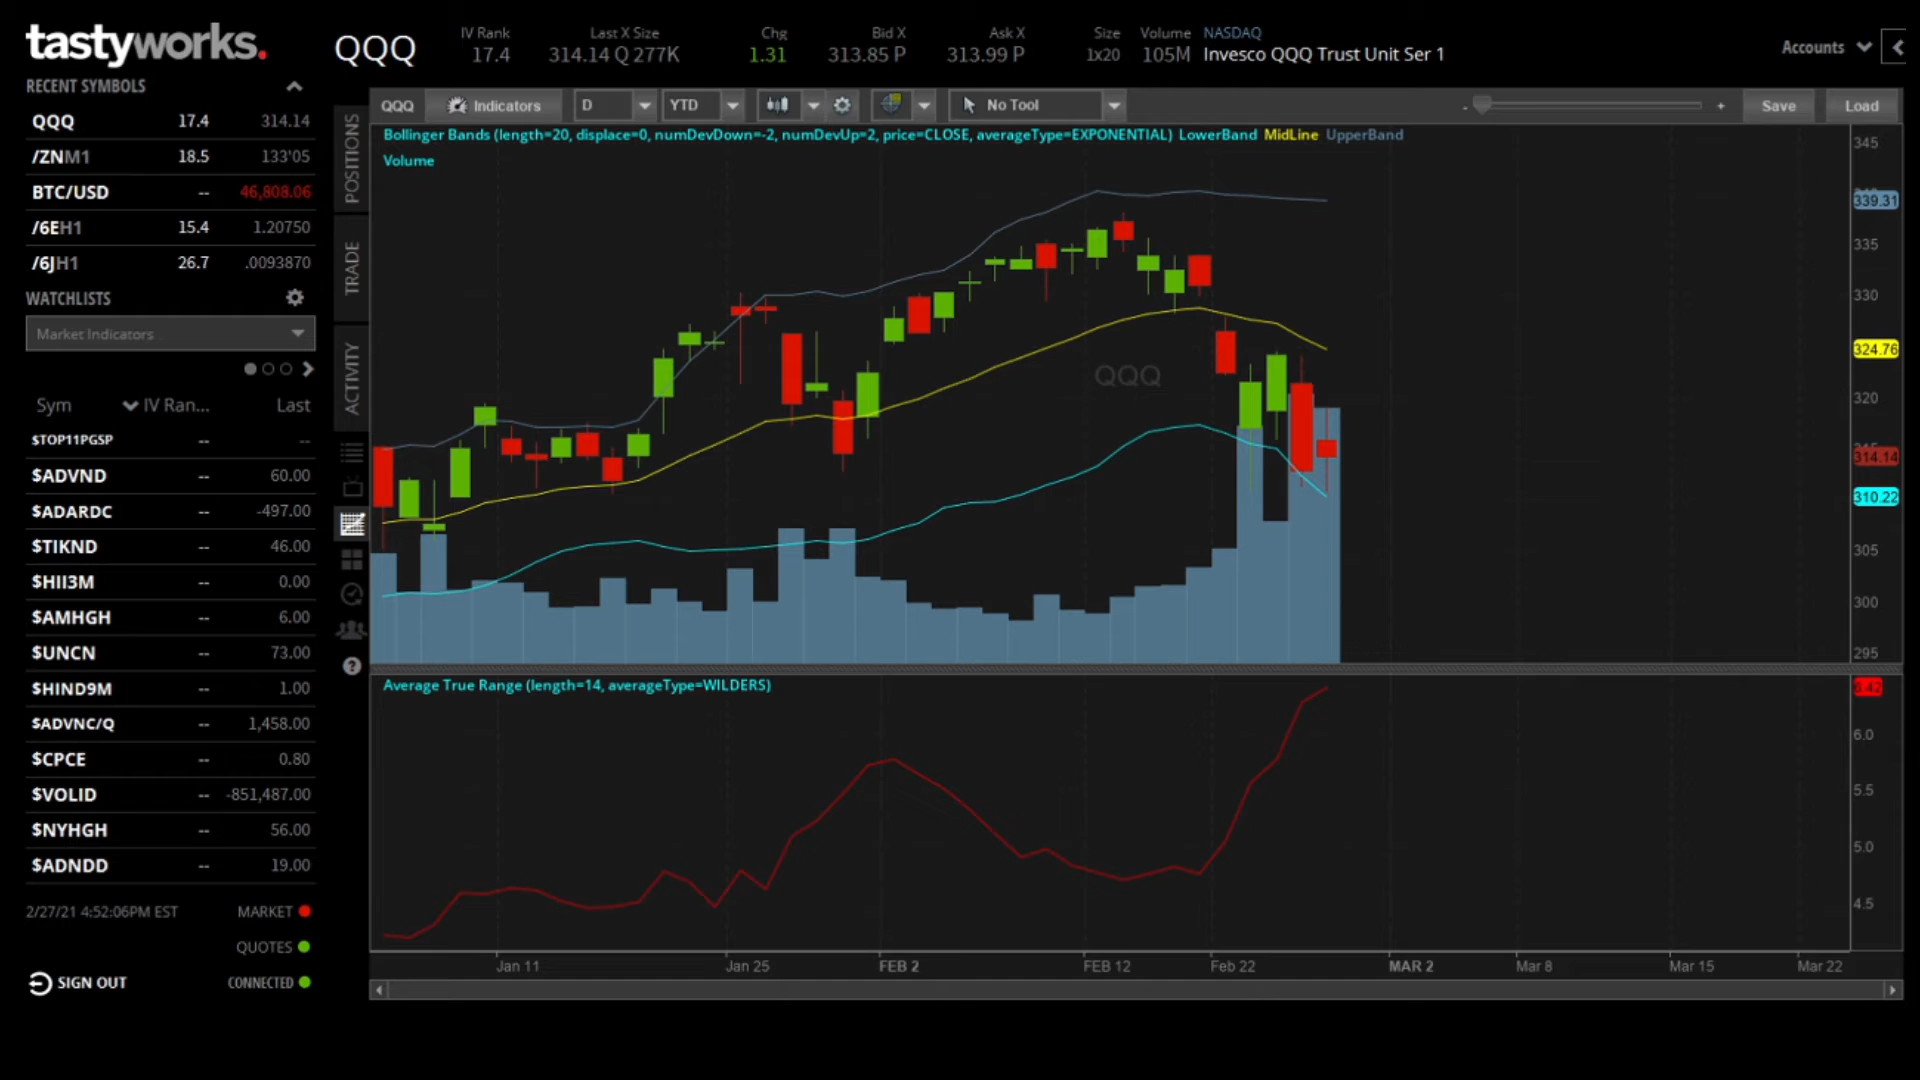 tastyworks.
QQQ
IV Rank
17.4
Last X Size
314.14 Q 277K
Chg
1.31
Bid X
313.85 P
Ask X
313.99 P
Size
1x20
Volume
105M
NASDAQ
Invesco QQQ Trust Unit Ser 1
Accounts
RECENT SYMBOLS
QQQ 17.4 314.14
/ZNM1 18.5 133'05
BTC/USD -- 46,808.06
/6EH1 15.4 1.20750
/6JH1 26.7 .0093870
WATCHLISTS
Market Indicators
Sym IV Ran... Last
$TOP11PGSP -- --
$ADVND -- 60.00
$ADARDC -- -497.00
$TIKND -- 46.00
$HII3M -- 0.00
$AMHGH -- 6.00
$UNCN -- 73.00
$HIND9M -- 1.00
$ADVNC/Q -- 1,458.00
$CPCE -- 0.80
$VOLID -- -851,487.00
$NYHGH -- 56.00
$ADNDD -- 19.00
2/27/21 4:52:06PM EST MARKET
QUOTES
SIGN OUT CONNECTED
POSITIONS
TRADE
ACTIVITY
QQQ Indicators D YTD No Tool - + Save Load
Bollinger Bands (length=20, displace=0, numDevDown=-2, numDevUp=2, price=CLOSE, averageType=EXPONENTIAL) LowerBand MidLine UpperBand
Volume
QQQ
345
339.31
335
330
324.76
320
314.14
310.22
305
300
295
Average True Range (length=14, averageType=WILDERS)
6.42
6.0
5.5
5.0
4.5
Jan 11 Jan 25 FEB 2 FEB 12 Feb 22 MAR 2 Mar 8 Mar 15 Mar 22